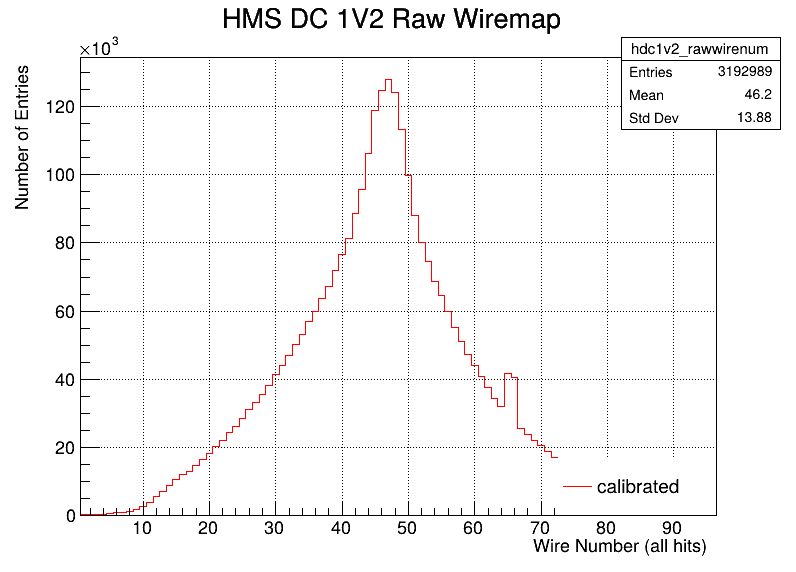 HMS DC 1V2 Raw Wiremap
×10³
hdc1v2_rawwirenum
Entries 3192989
Mean 46.2
Std Dev 13.88
Number of Entries
120
100
80
60
40
20
0
calibrated
10 20 30 40 50 60 70 80 90
Wire Number (all hits)